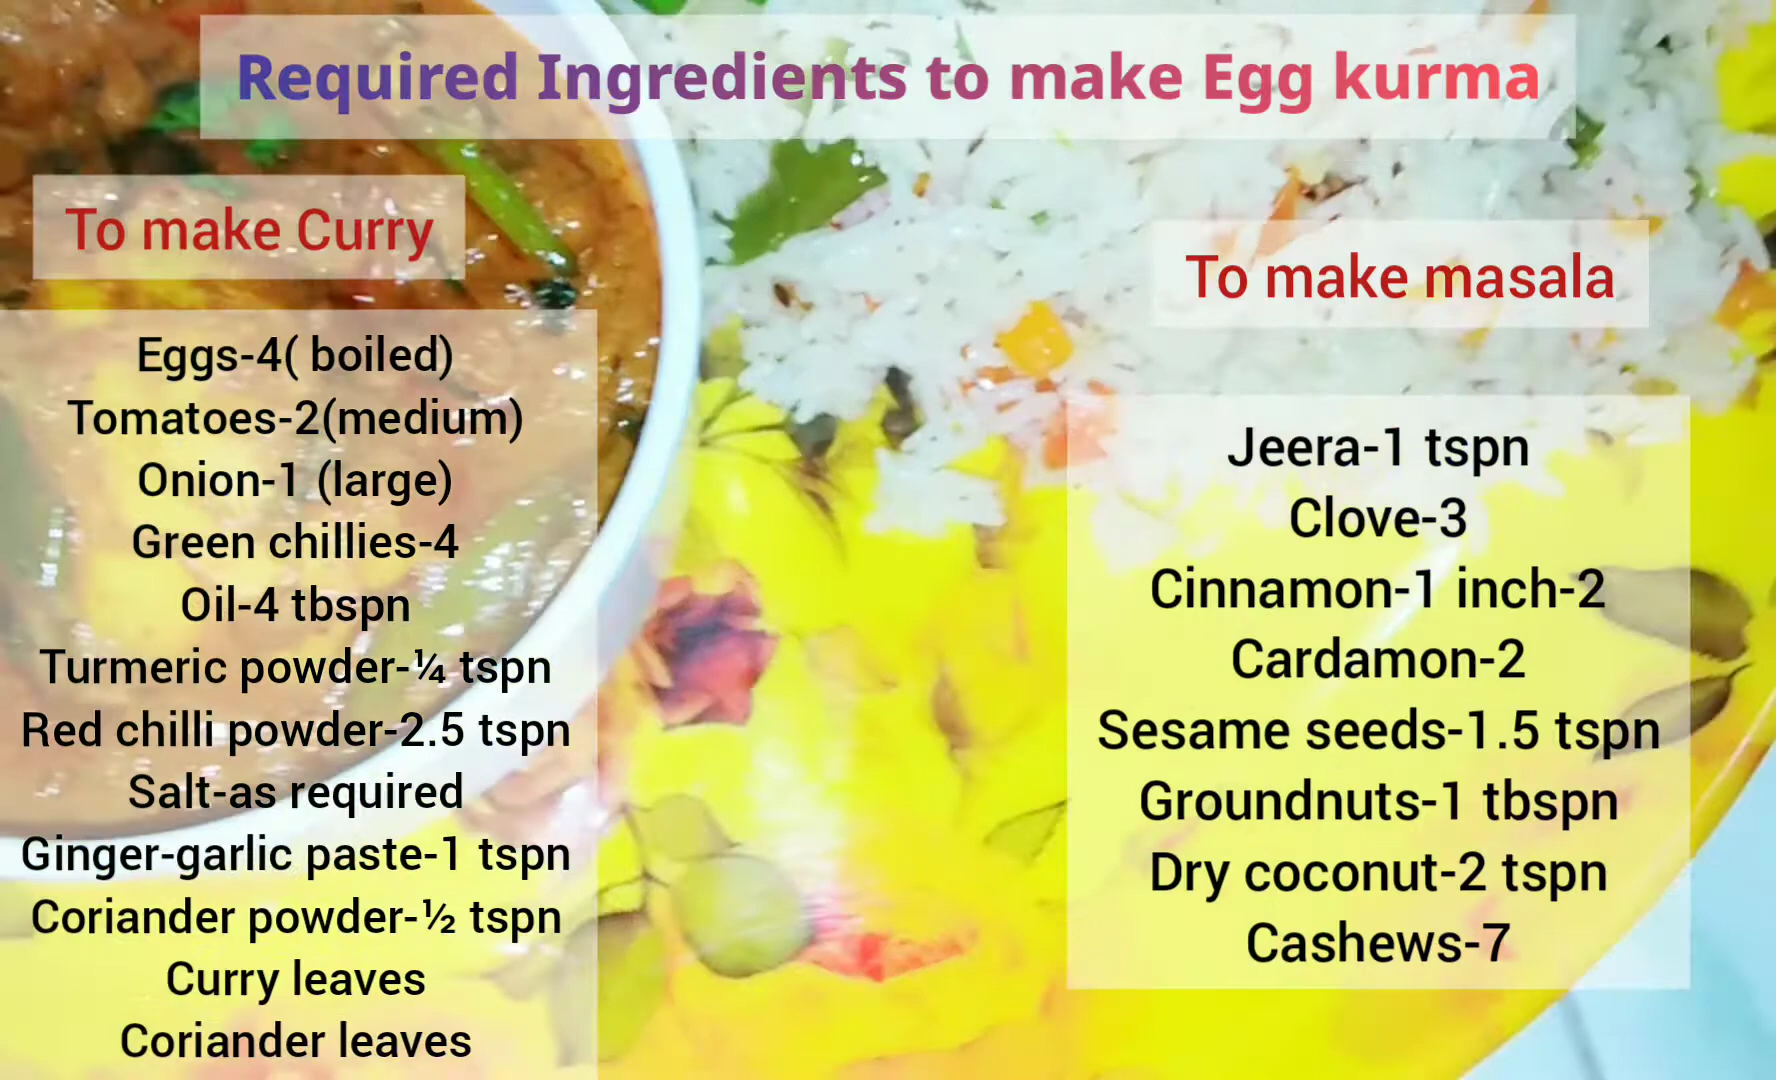 Required Ingredients to make Egg kurma
To make Curry
Eggs-4( boiled)
Tomatoes-2(medium)
Onion-1 (large)
Green chillies-4
Oil-4 tbspn
Turmeric powder-¼ tspn
Red chilli powder-2.5 tspn
Salt-as required
Ginger-garlic paste-1 tspn
Coriander powder-½ tspn
Curry leaves
Coriander leaves
To make masala
Jeera-1 tspn
Clove-3
Cinnamon-1 inch-2
Cardamon-2
Sesame seeds-1.5 tspn
Groundnuts-1 tbspn
Dry coconut-2 tspn
Cashews-7